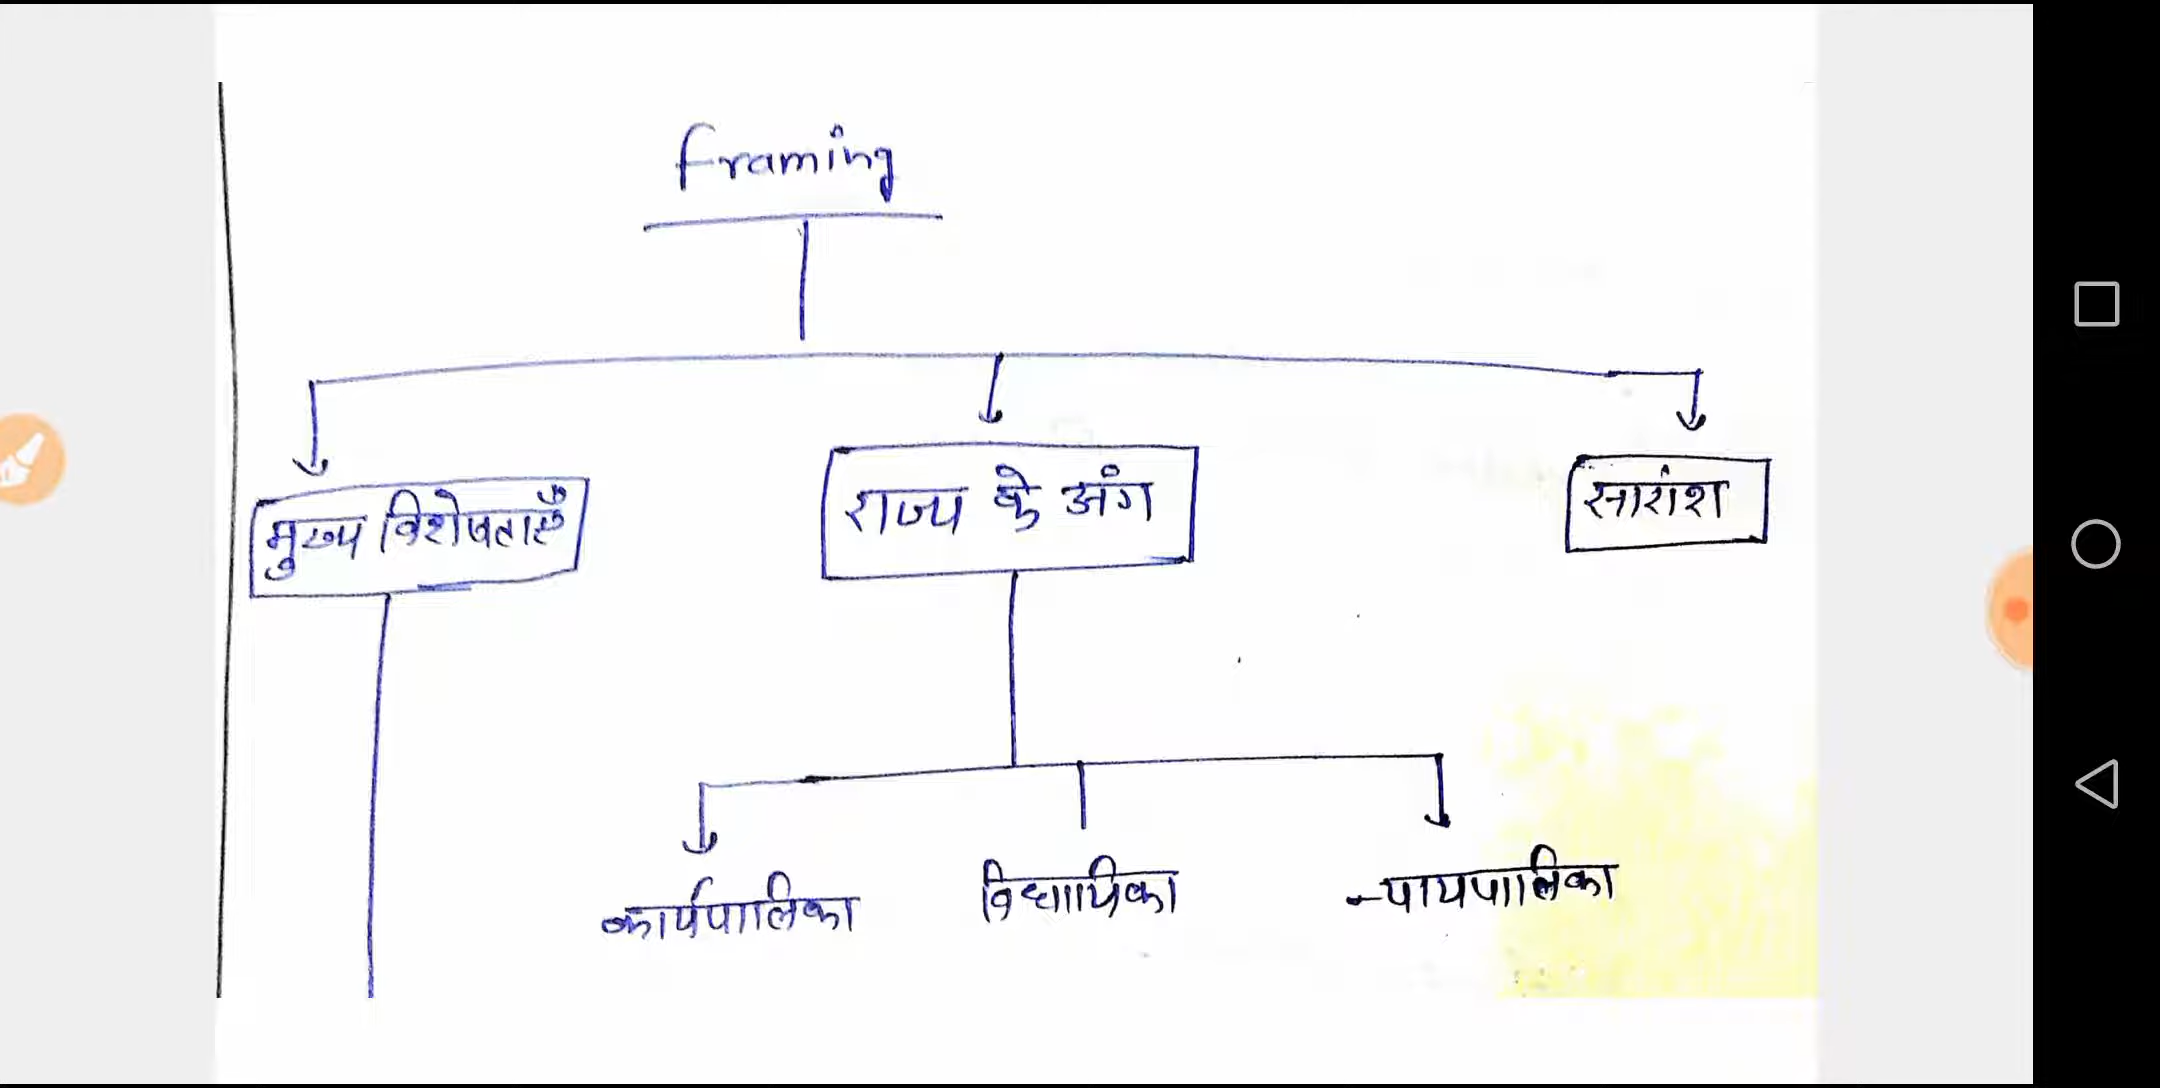 framing
मुख्य विशेषताएँ
राज्य के अंग
सारांश
कार्यपालिका
विधायिका
न्यायपालिका